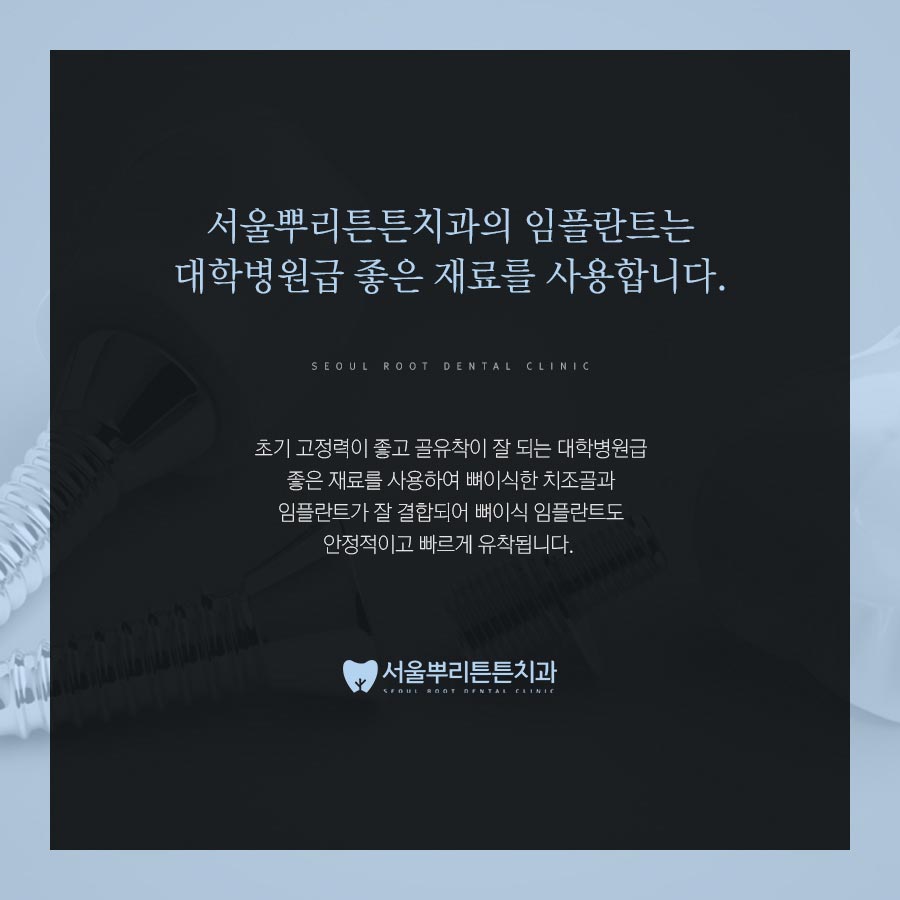 서울뿌리튼튼치과의 임플란트는
대학병원급 좋은 재료를 사용합니다.
SEOUL ROOT DENTAL CLINIC
초기 고정력이 좋고 골유착이 잘 되는 대학병원급
좋은 재료를 사용하여 뼈이식한 치조골과
임플란트가 잘 결합되어 뼈이식 임플란트도
안정적이고 빠르게 유착됩니다.
서울뿌리튼튼치과
SEOUL ROOT DENTAL CLINIC